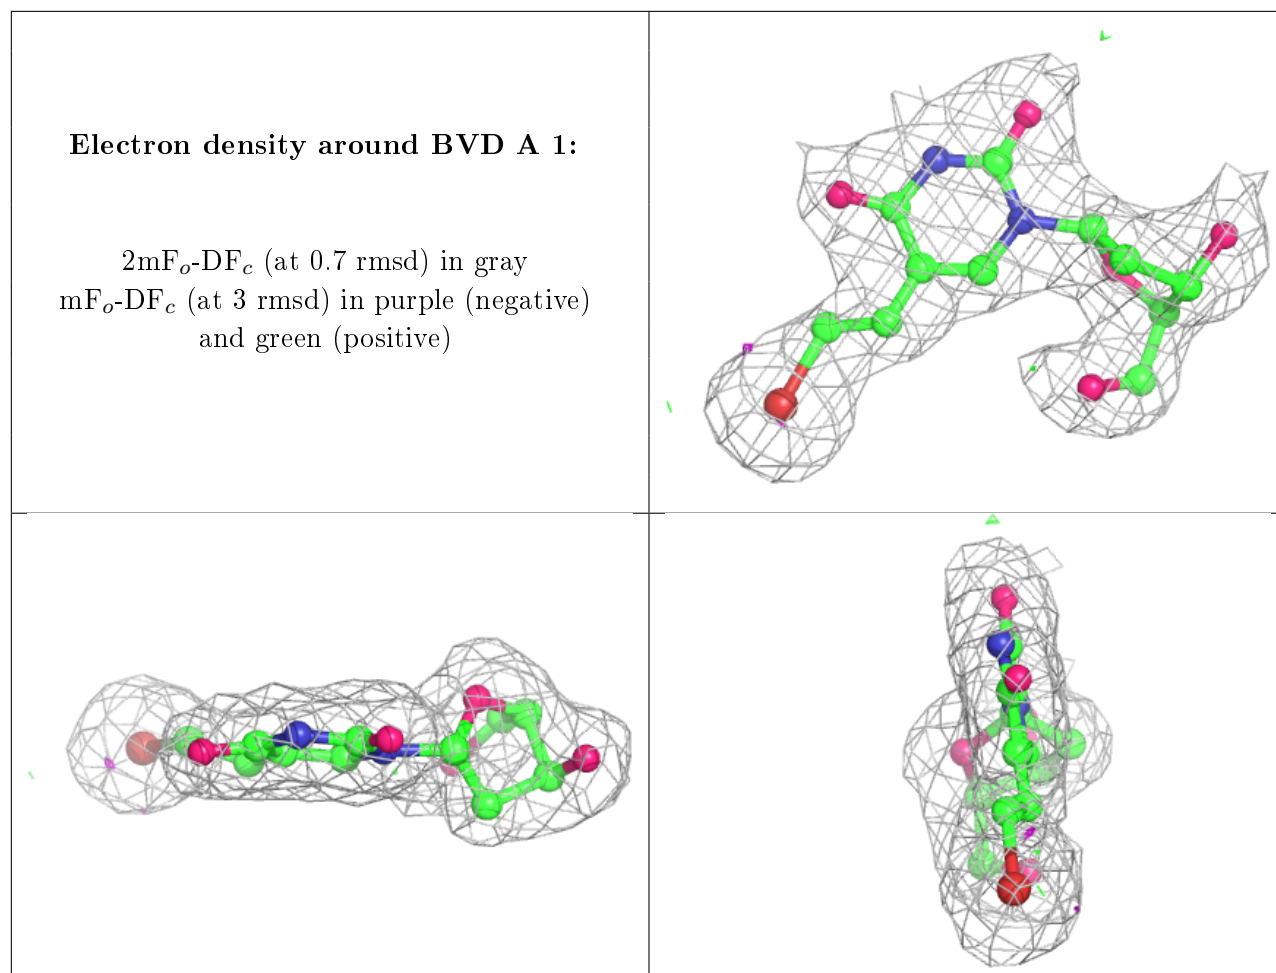 Electron density around BVD A 1:
2mFo-DFc (at 0.7 rmsd) in gray
mFo-DFc (at 3 rmsd) in purple (negative)
and green (positive)